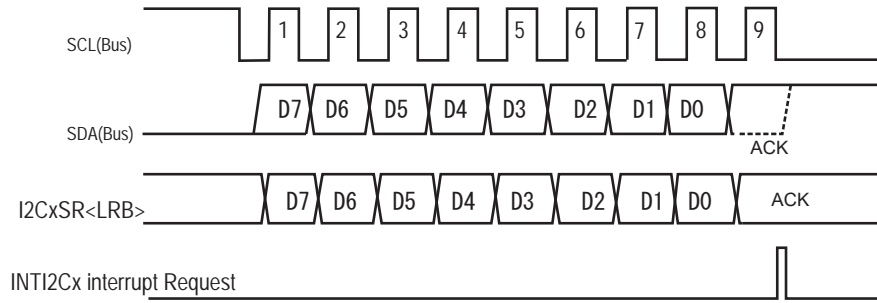 1 2 3 4 5 6 7 8 9
SCL(Bus)
D7 D6 D5 D4 D3 D2 D1 D0
SDA(Bus)
ACK
I2CxSR<LRB> D7 D6 D5 D4 D3 D2 D1 D0 ACK
INTI2Cx interrupt Request